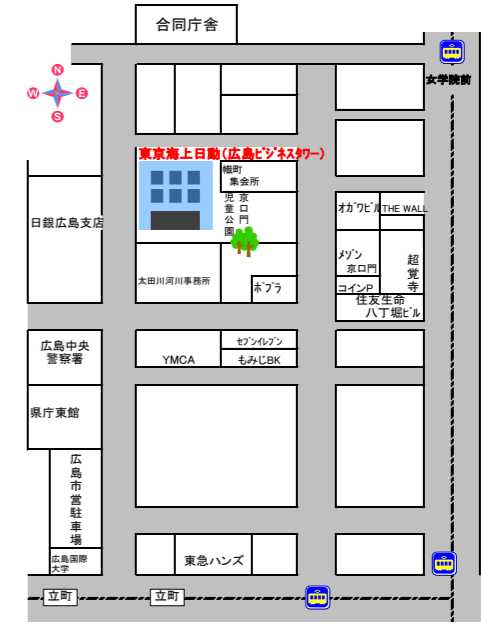 合同庁舎
N
W
E
S
女学院前
東京海上日動(広島ﾋﾞｼﾞﾈｽﾀﾜｰ)
幟町
集会所
京口門
児童公園
日銀広島支店
オガワビル
THE WALL
メゾン
京口門
超覚寺
コインP
太田川河川事務所
ポプラ
住友生命
八丁堀ビル
広島中央
警察署
YMCA
ｾﾌﾞﾝｲﾚﾌﾞﾝ
もみじBK
県庁東館
広島市営駐車場
広島国際
大学
東急ハンズ
立町
立町